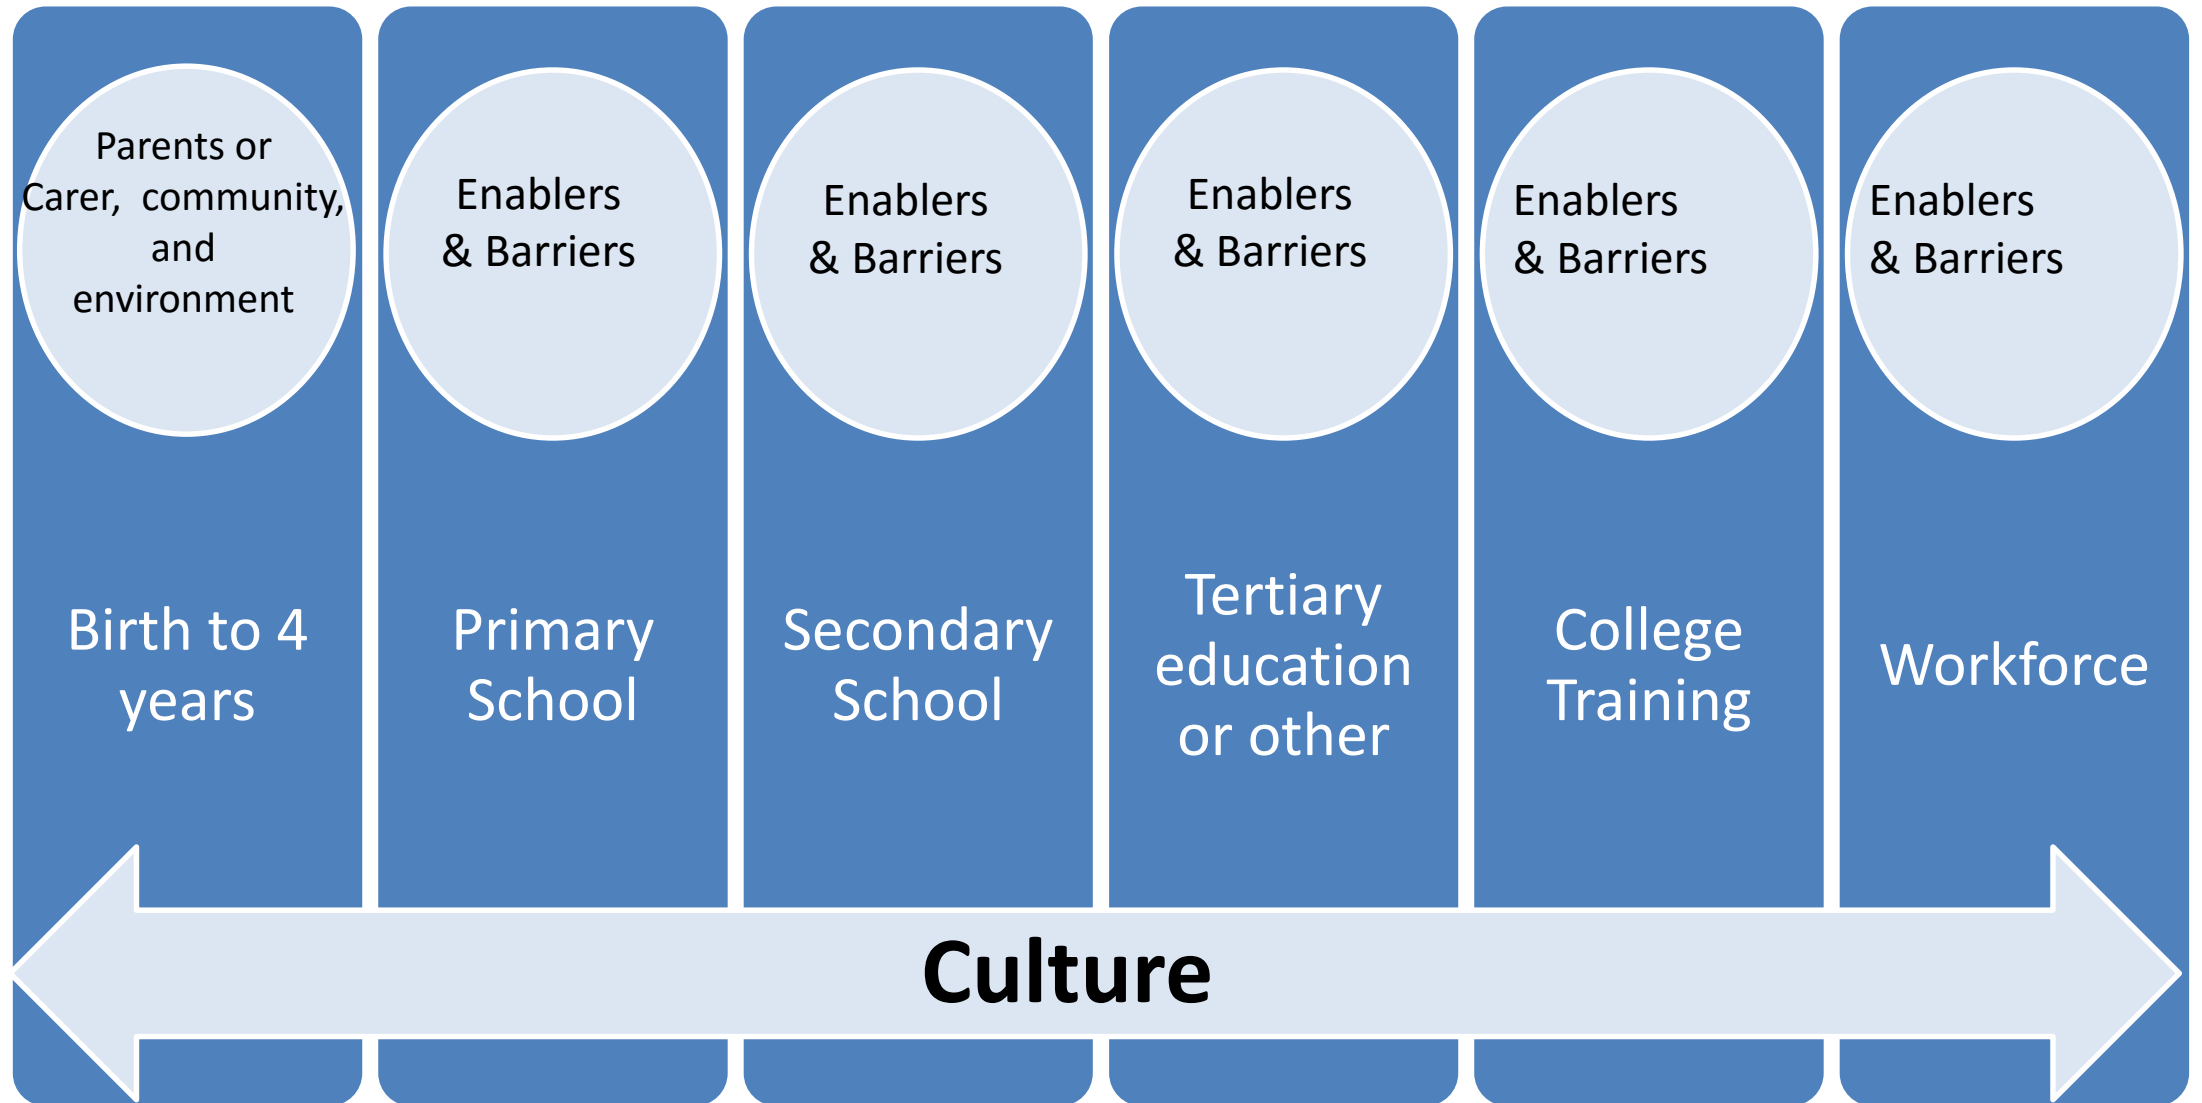 Parents or
Carer, community,
and
environment
Birth to 4
years
Enablers
& Barriers
Primary
School
Enablers
& Barriers
Secondary
School
Enablers
& Barriers
Tertiary
education
or other
Enablers
& Barriers
College
Training
Enablers
& Barriers
Workforce
Culture